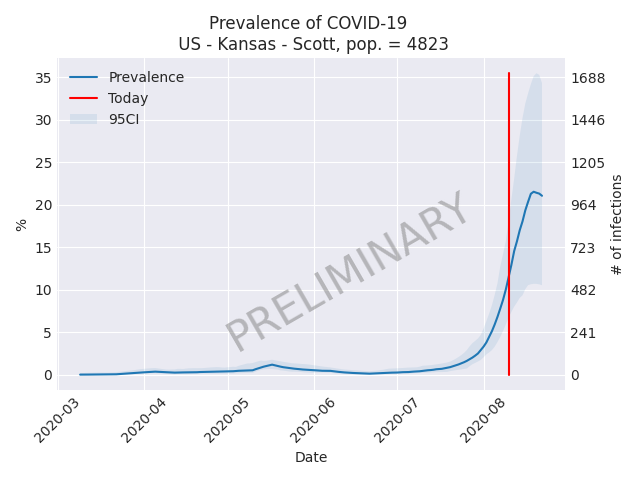 Prevalence of COVID-19
US - Kansas - Scott, pop. = 4823
Prevalence
Today
95CI
35
30
25
20
15
10
5
0
%
1688
1446
1205
964
723
482
241
0
# of infections
PRELIMINARY
2020-03
2020-04
2020-05
2020-06
2020-07
2020-08
Date